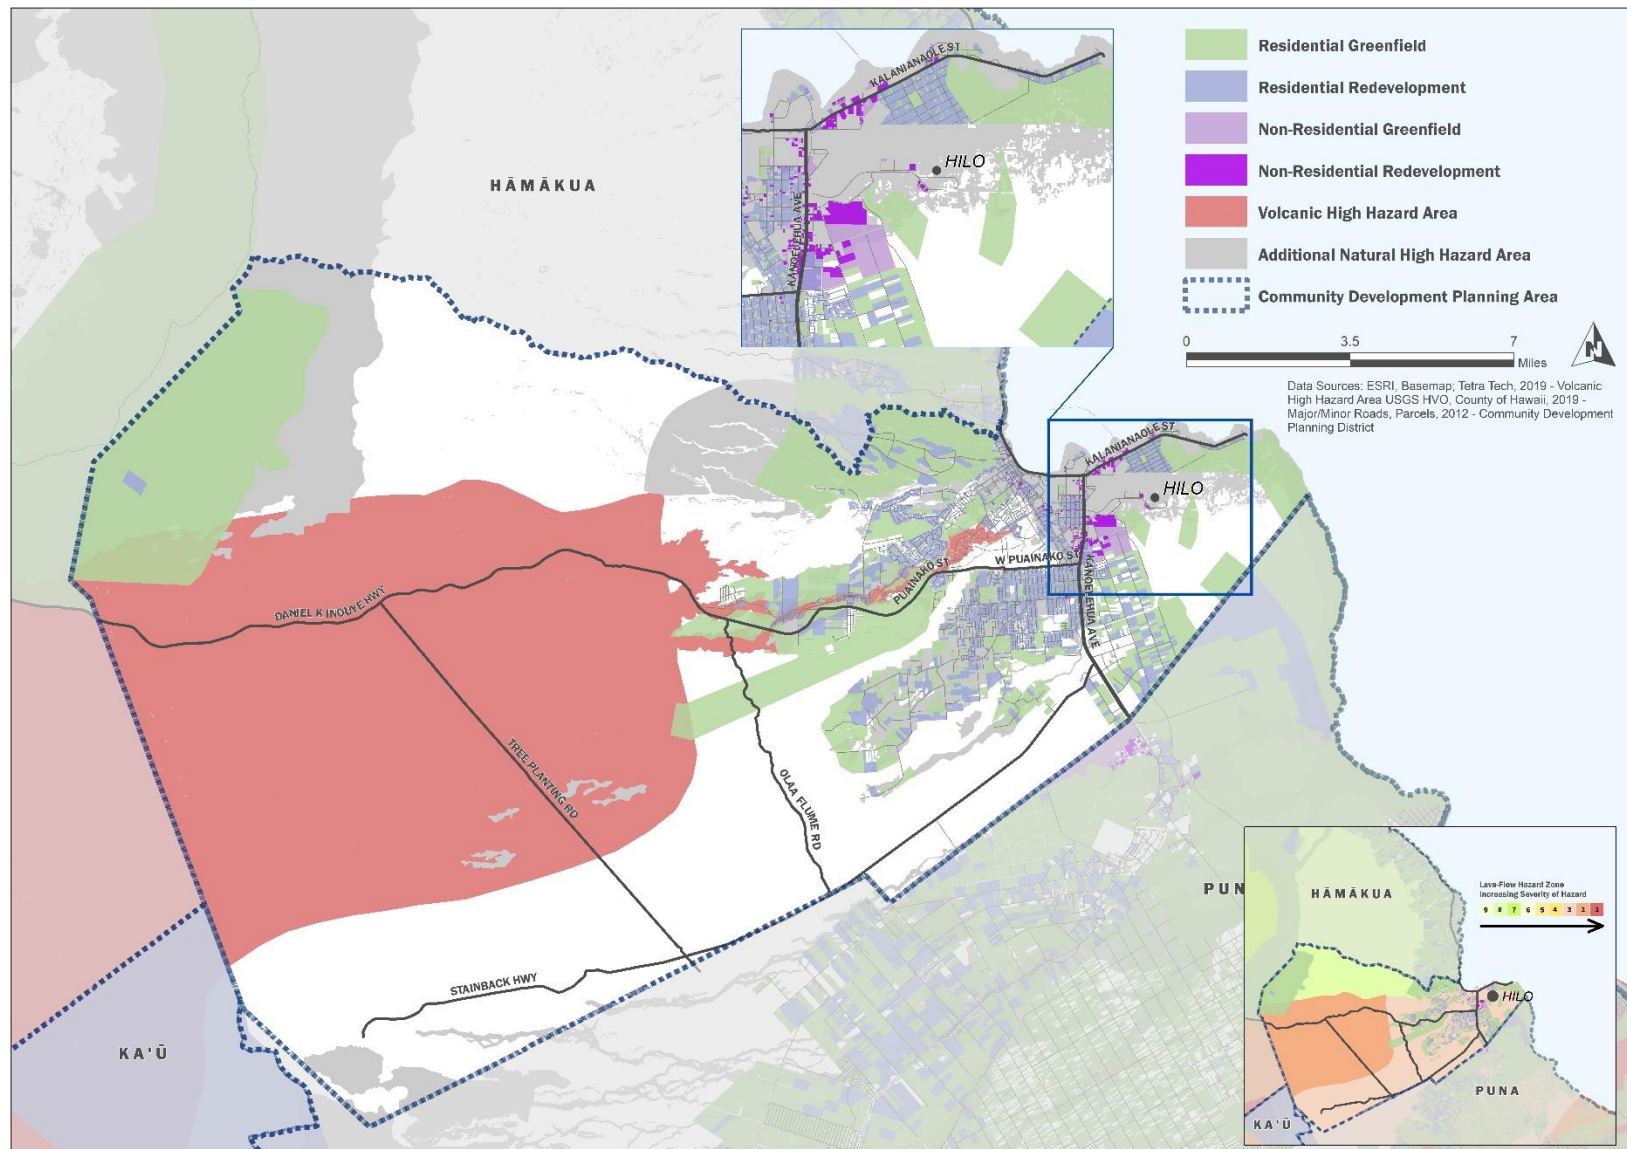 Residential Greenfield
Residential Redevelopment
Non-Residential Greenfield
Non-Residential Redevelopment
Volcanic High Hazard Area
Additional Natural High Hazard Area
Community Development Planning Area
0 3.5 7
Miles
N
Data Sources: ESRI, Basemap; Tetra Tech, 2019 - Volcanic
High Hazard Area USGS HVO, County of Hawaii, 2019 -
Major/Minor Roads, Parcels, 2012 - Community Development
Planning District
KALANIANAOLE ST
HILO
KANOELEHUA AVE
HĀMĀKUA
KALANIANAOLE ST
HILO
W PUAINAKO ST
PUAINAKO ST
KANOELEHUA AVE
DANIEL K INOUYE HWY
TREE PLANTING RD
OLAA FLUME RD
STAINBACK HWY
PUN
KA'Ū
HĀMĀKUA
Lava-Flow Hazard Zone
Increasing Severity of Hazard
9 8 7 6 5 4 3 2 1
HILO
PUNA
KA'Ū